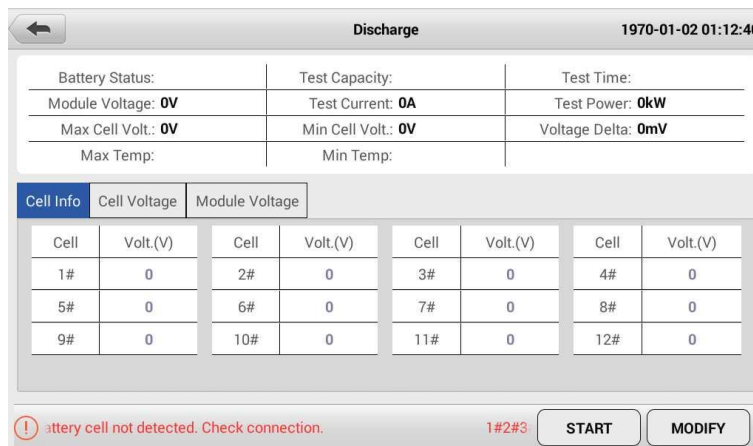 Discharge 1970-01-02 01:12:46
Battery Status: Test Capacity: Test Time:
Module Voltage: 0V Test Current: 0A Test Power: 0kW
Max Cell Volt.: 0V Min Cell Volt.: 0V Voltage Delta: 0mV
Max Temp: Min Temp:
Cell Info Cell Voltage Module Voltage
Cell Volt.(V) Cell Volt.(V) Cell Volt.(V) Cell Volt.(V)
1# 0 2# 0 3# 0 4# 0
5# 0 6# 0 7# 0 8# 0
9# 0 10# 0 11# 0 12# 0
attery cell not detected. Check connection. 1#2#3 START MODIFY